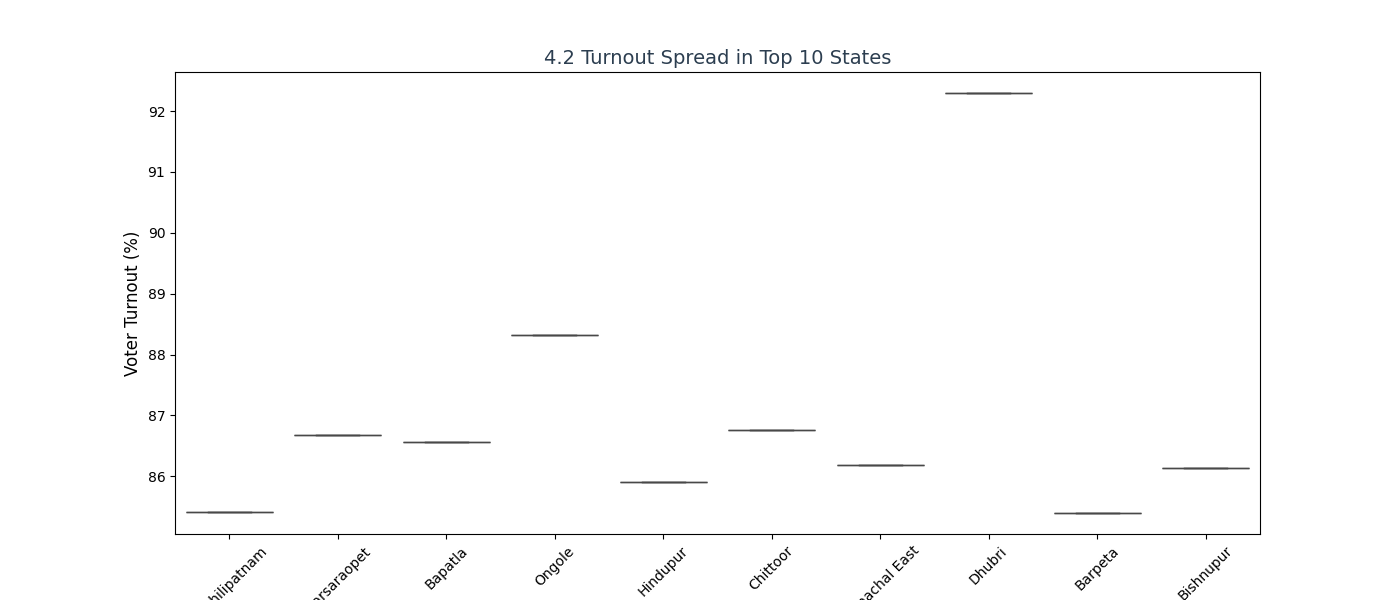 4.2 Turnout Spread in Top 10 States
Voter Turnout (%)
92
91
90
89
88
87
86
Bapatla
Ongole
Hindupur
Chittoor
East
Dhubri
Barpeta
Bishnupur